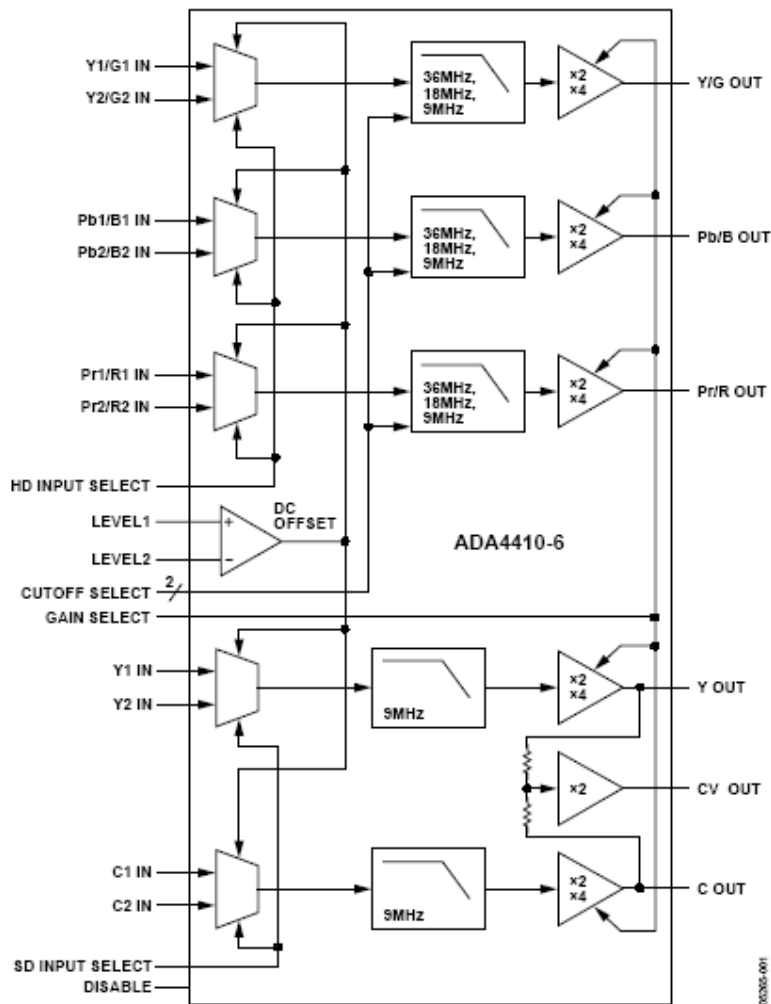 Y1/G1 IN
Y2/G2 IN
36MHz,
18MHz,
9MHz
×2
×4
Y/G OUT
Pb1/B1 IN
Pb2/B2 IN
36MHz,
18MHz,
9MHz
×2
×4
Pb/B OUT
Pr1/R1 IN
Pr2/R2 IN
36MHz,
18MHz,
9MHz
×2
×4
Pr/R OUT
HD INPUT SELECT
LEVEL1
+
DC
OFFSET
LEVEL2
−
ADA4410-6
CUTOFF SELECT
2
GAIN SELECT
Y1 IN
Y2 IN
9MHz
×2
×4
Y OUT
×2
CV OUT
C1 IN
C2 IN
9MHz
×2
×4
C OUT
SD INPUT SELECT
DISABLE
05265-001